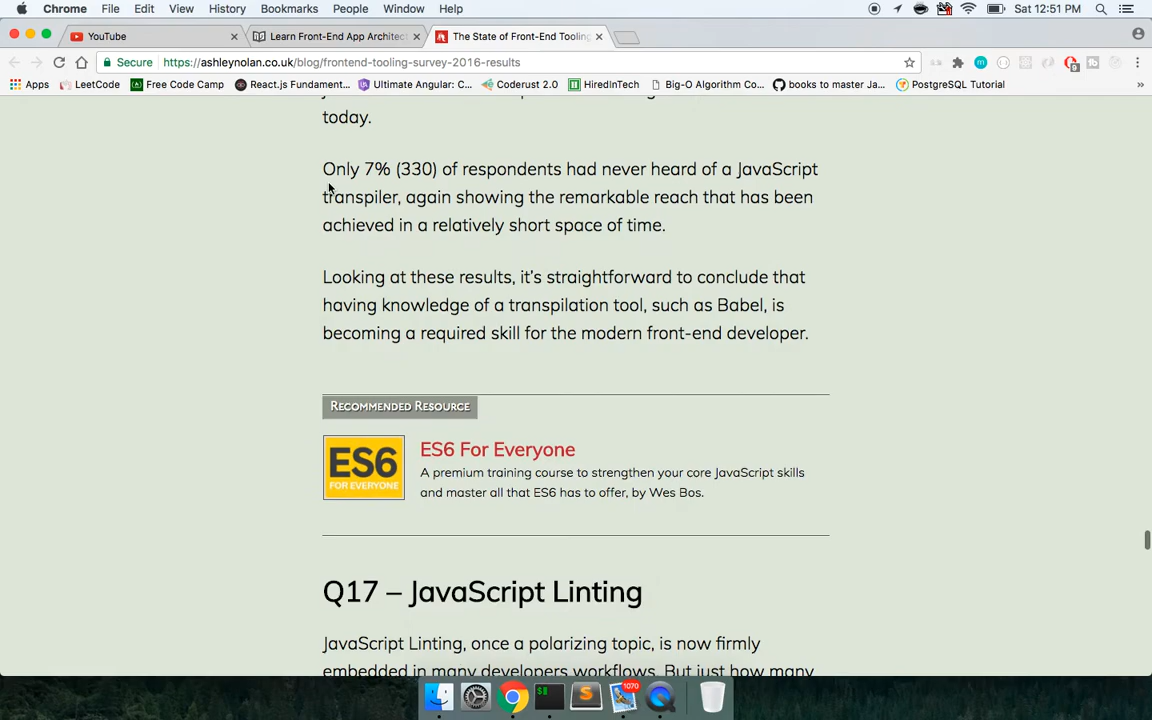 Chrome File Edit View History Bookmarks People Window Help Sat 12:51 PM
YouTube
Learn Front-End App Architect
The State of Front-End Tooling
Secure https://ashleynolan.co.uk/blog/frontend-tooling-survey-2016-results
Apps LeetCode Free Code Camp React.js Fundament... Ultimate Angular: C... Coderust 2.0 HiredInTech Big-O Algorithm Co... books to master Ja... PostgreSQL Tutorial »
today.
Only 7% (330) of respondents had never heard of a JavaScript
transpiler, again showing the remarkable reach that has been
achieved in a relatively short space of time.
Looking at these results, it’s straightforward to conclude that
having knowledge of a transpilation tool, such as Babel, is
becoming a required skill for the modern front-end developer.
Recommended Resource
ES6
FOR EVERYONE
ES6 For Everyone
A premium training course to strengthen your core JavaScript skills
and master all that ES6 has to offer, by Wes Bos.
Q17 – JavaScript Linting
JavaScript Linting, once a polarizing topic, is now firmly
embedded in many developers workflows. But just how many
1070